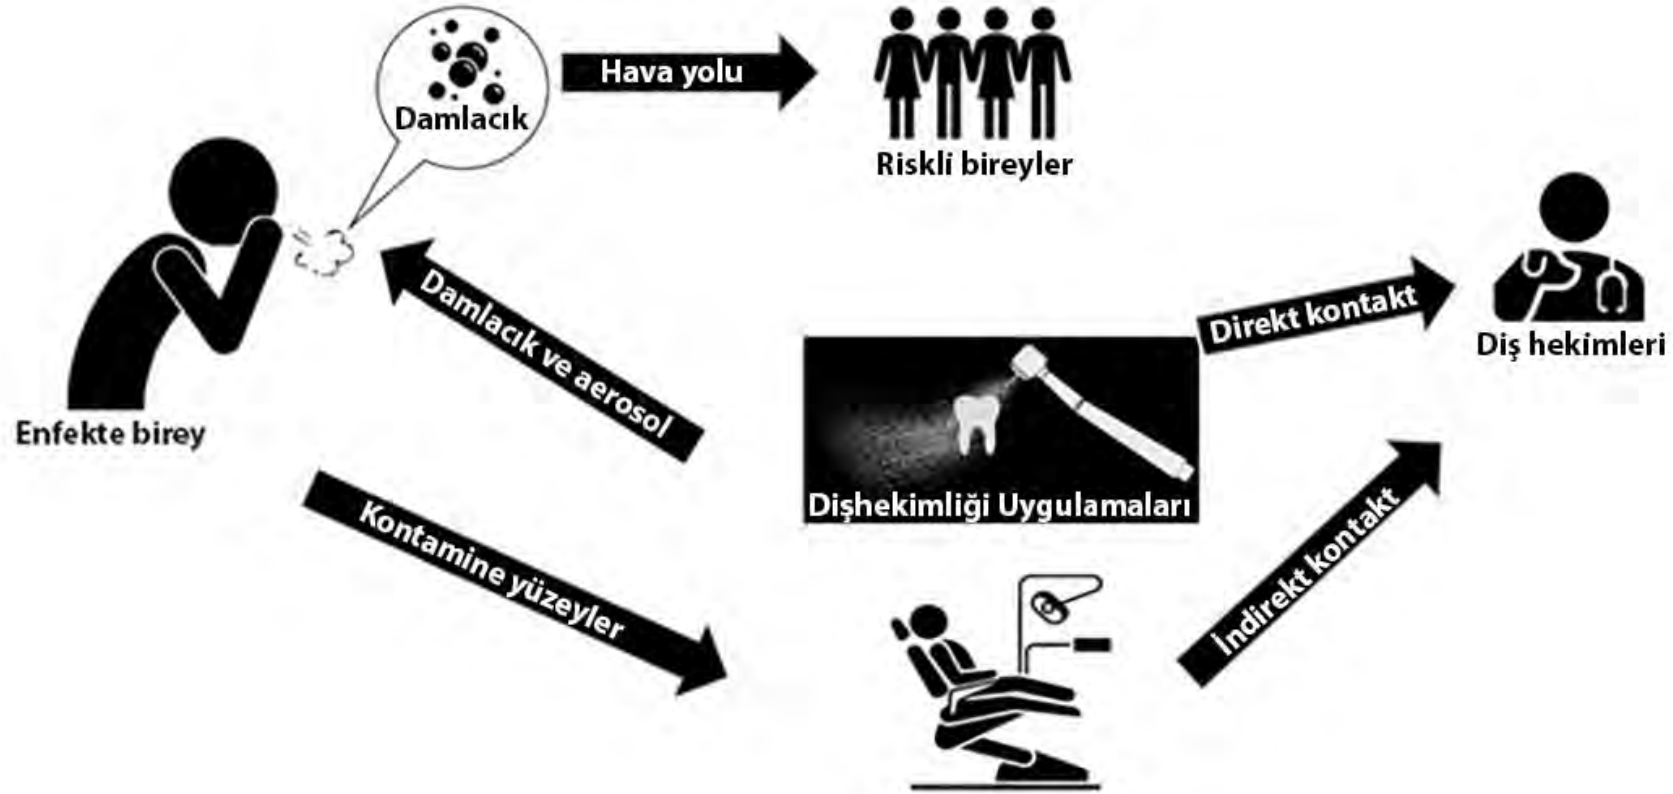 Damlacık
Hava yolu
Riskli bireyler
Enfekte birey
Damlacık ve aerosol
Direkt kontakt
Diş hekimleri
Dişhekimliği Uygulamaları
Kontamine yüzeyler
İndirekt kontakt